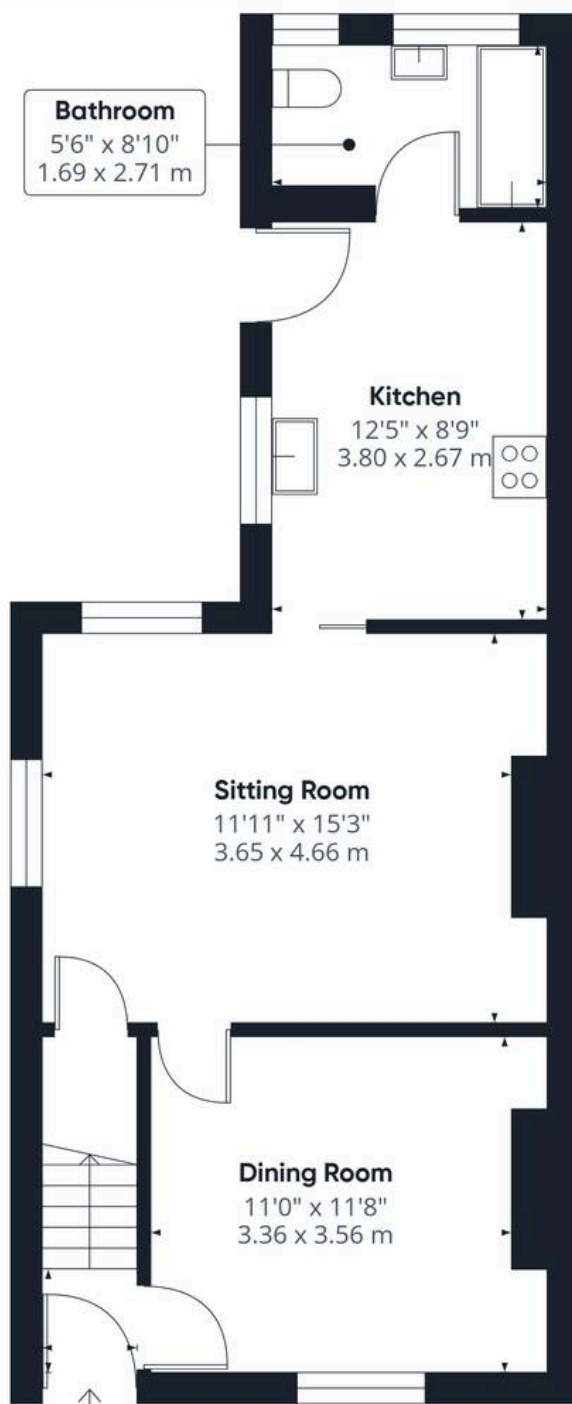 Bathroom
5'6" x 8'10"
1.69 x 2.71 m
Kitchen
12'5" x 8'9"
3.80 x 2.67 m
Sitting Room
11'11" x 15'3"
3.65 x 4.66 m
Dining Room
11'0" x 11'8"
3.36 x 3.56 m